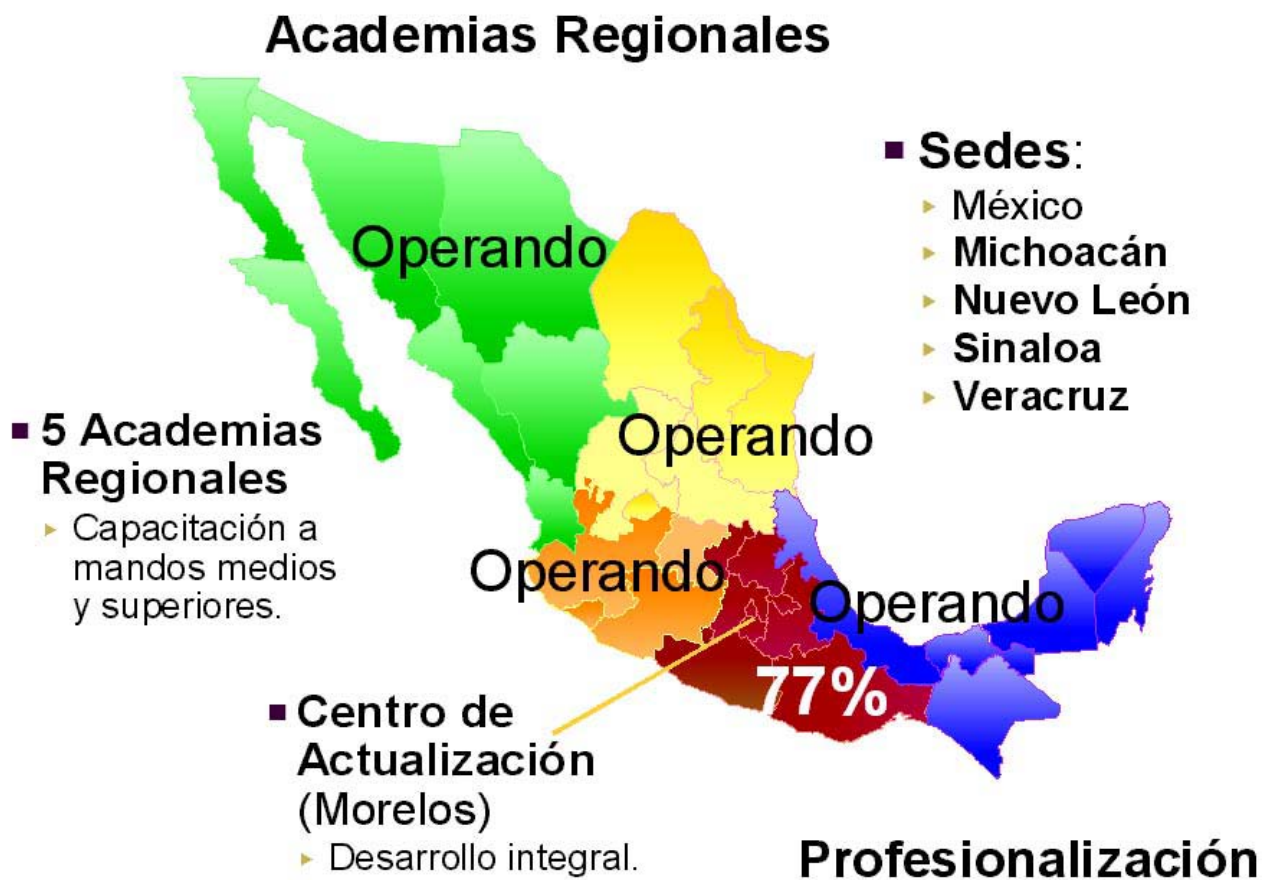 Academias Regionales
■ Sedes:
▸ México
▸ Michoacán
▸ Nuevo León
▸ Sinaloa
▸ Veracruz
Operando
Operando
■ 5 Academias
Regionales
▸ Capacitación a
mandos medios
y superiores.
Operando
Operando
77%
■ Centro de
Actualización
(Morelos)
▸ Desarrollo integral.
Profesionalización